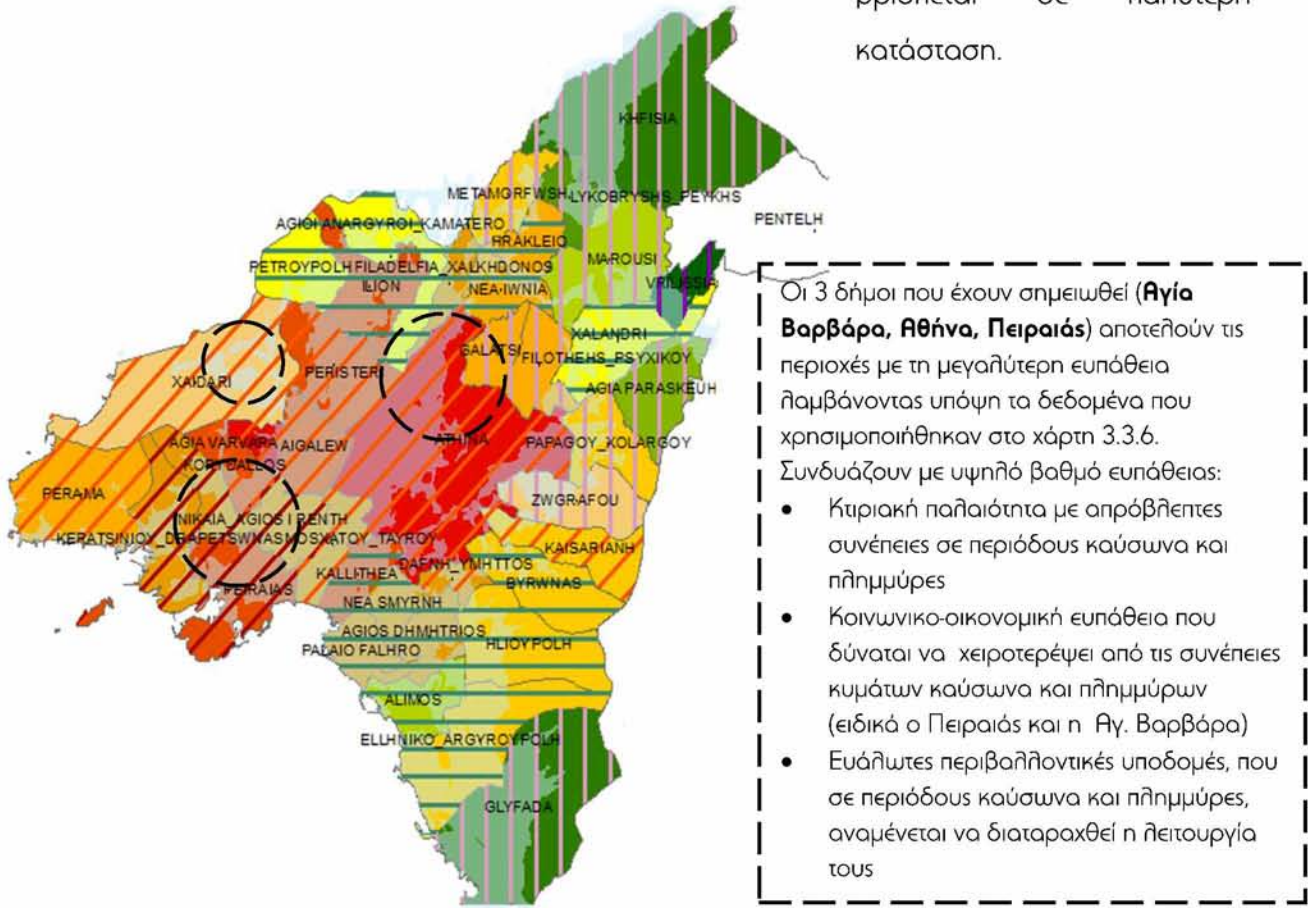 βρίσκεται σε καλύτερη
κατάσταση.
KHFISIA
METAMGRFWSH
LYKOBRYSHS_PEYKHS
PENTELH
AGIOI ANARGYROI_KAMATERO
HRAKLEIO
MAROUSI
PETROYPOLH
FILADELFIA_XALKHDONOS
ILION
NEA IWNIA
VRILISSIA
XALANDRI
GALATSI
FILOTHEHS_PSYXIKOY
PERISTERI
XAIDARI
AGIA PARASKEUH
AGIA VARVARA
AIGALEW
ATHINA
PAPAGOY_KOLARGOY
KORYDALLOS
PERAMA
ZWGRAFOU
NIKAIA_AGIOS I RENTH
KERATSINIOY_DRAPETSWNAS
MOSXATOY_TAYROY
KAISARIANH
DAFNH_YMHTTOS
KALLITHEA
BYRWNAS
PEIRAIAS
NEA SMYRNH
AGIOS DHMHTRIOS
HLIOYPOLH
PALAIO FALHRO
ALIMOS
ELLHNIKO_ARGYROYPOLH
GLYFADA
Οι 3 δήμοι που έχουν σημειωθεί (Αγία
Βαρβάρα, Αθήνα, Πειραιάς) αποτελούν τις
περιοχές με τη μεγαλύτερη ευπάθεια
λαμβάνοντας υπόψη τα δεδομένα που
χρησιμοποιήθηκαν στο χάρτη 3.3.6.
Συνδυάζουν με υψηλό βαθμό ευπάθειας:
• Κτιριακή παλαιότητα με απρόβλεπτες
συνέπειες σε περιόδους καύσωνα και
πλημμύρες
• Κοινωνικο-οικονομική ευπάθεια που
δύναται να χειροτερέψει από τις συνέπειες
κυμάτων καύσωνα και πλημμύρων
(ειδικά ο Πειραιάς και η Αγ. Βαρβάρα)
• Ευάλωτες περιβαλλοντικές υποδομές, που
σε περιόδους καύσωνα και πλημμύρες,
αναμένεται να διαταραχθεί η λειτουργία
τους